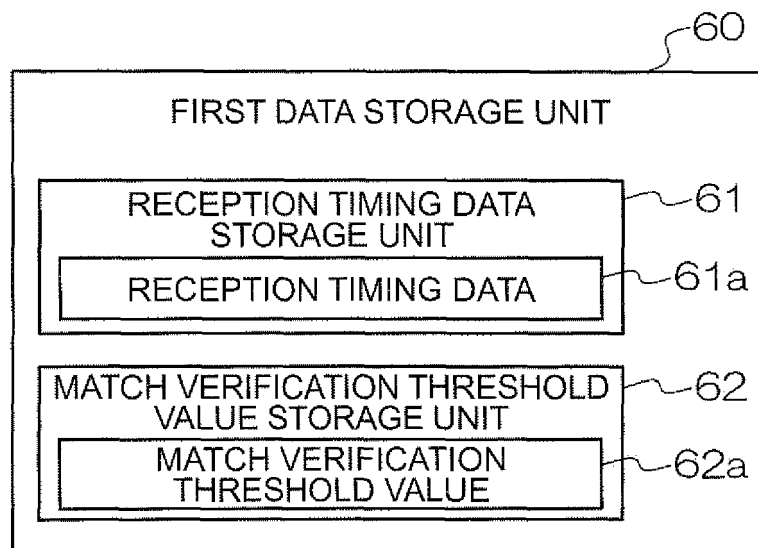 60
FIRST DATA STORAGE UNIT
RECEPTION TIMING DATA
STORAGE UNIT
61
RECEPTION TIMING DATA
61a
MATCH VERIFICATION THRESHOLD
VALUE STORAGE UNIT
62
MATCH VERIFICATION
THRESHOLD VALUE
62a